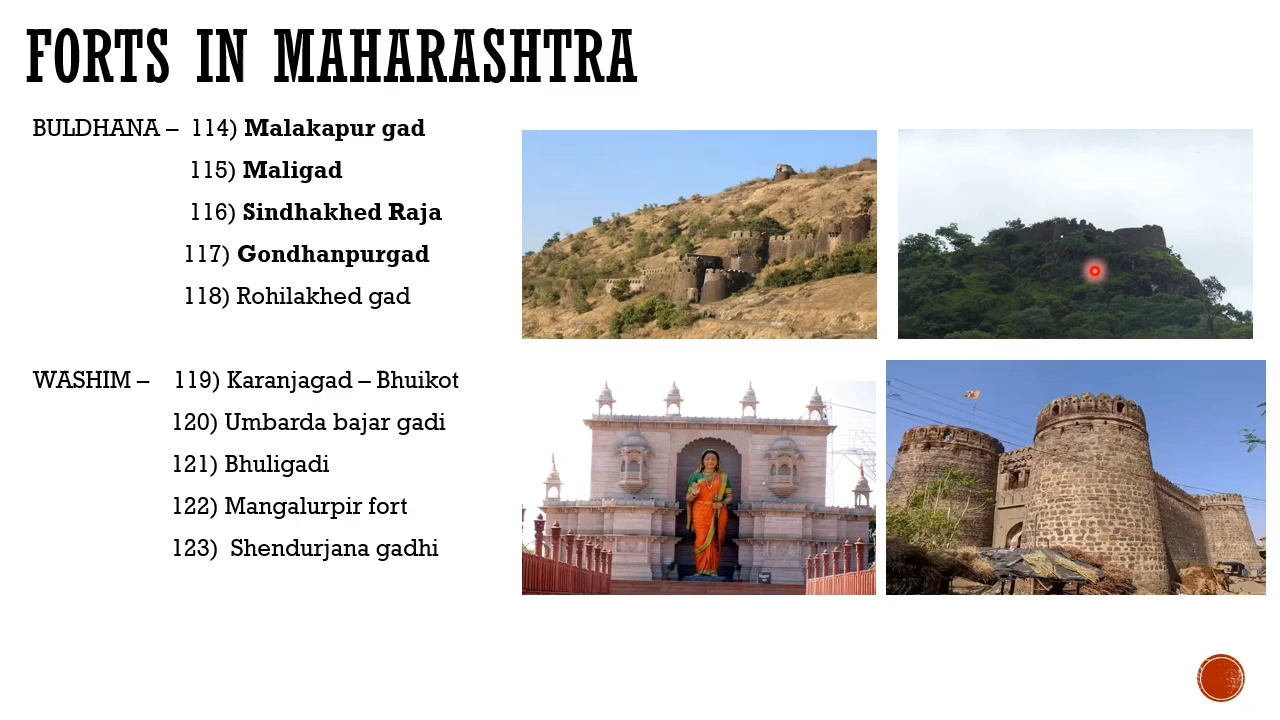 FORTS IN MAHARASHTRA
BULDHANA – 114) Malakapur gad
115) Maligad
116) Sindhakhed Raja
117) Gondhanpurgad
118) Rohilakhed gad
WASHIM – 119) Karanjagad – Bhuikot
120) Umbarda bajar gadi
121) Bhuligadi
122) Mangalurpir fort
123) Shendurjana gadhi